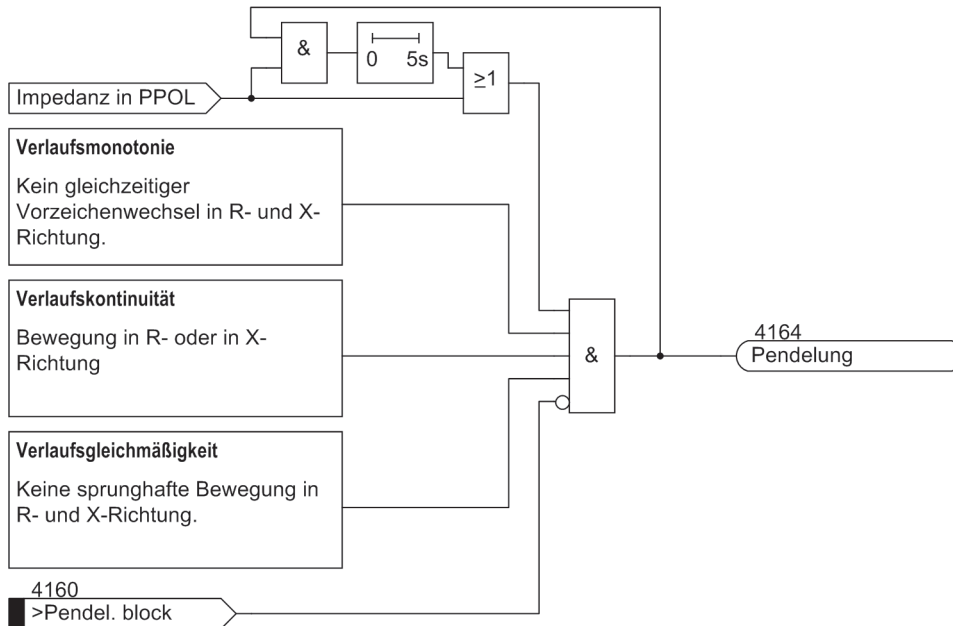 &
0 5s
≥1
Impedanz in PPOL
Verlaufsmonotonie
Kein gleichzeitiger
Vorzeichenwechsel in R- und X-
Richtung.
Verlaufskontinuität
Bewegung in R- oder in X-
Richtung
&
4164
Pendelung
Verlaufsgleichmäßigkeit
Keine sprunghafte Bewegung in
R- und X-Richtung.
4160
>Pendel. block